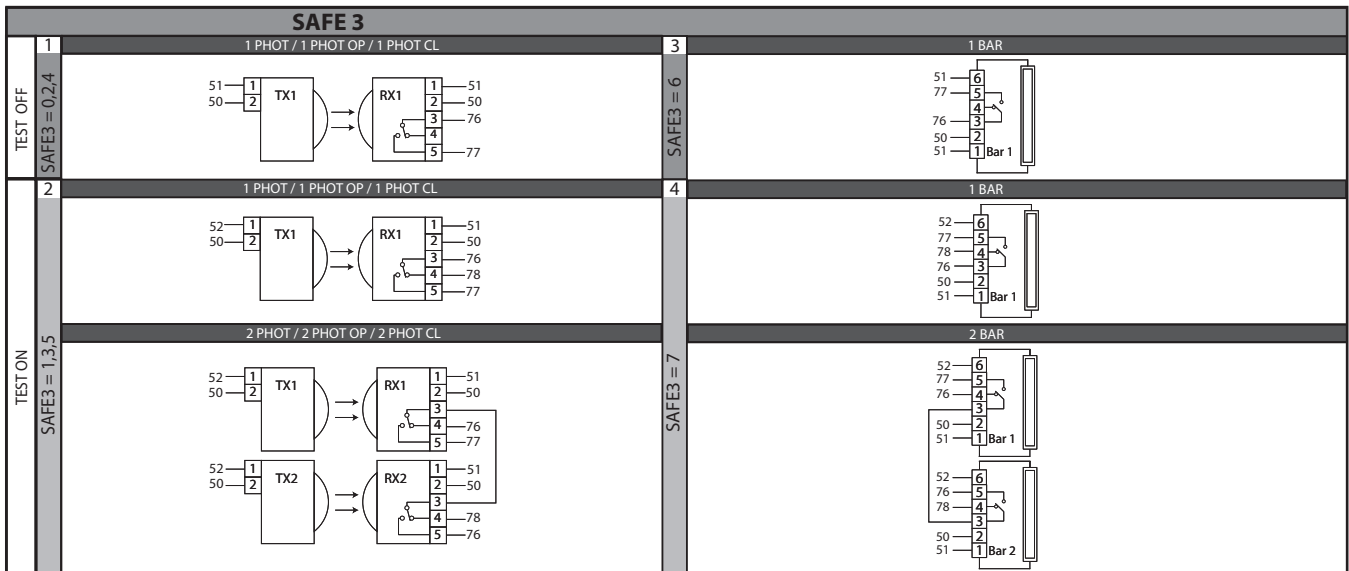 SAFE 3
TEST OFF
1
SAFE3 = 0,2,4
1 PHOT / 1 PHOT OP / 1 PHOT CL
51 1 TX1 RX1 1 51
50 2 2 50
3 76
4
5 77
3
SAFE3 = 6
1 BAR
51 6
77 5
4
76 3
50 2
51 1 Bar 1
TEST ON
2
SAFE3 = 1,3,5
1 PHOT / 1 PHOT OP / 1 PHOT CL
52 1 TX1 RX1 1 51
50 2 2 50
3 76
4 78
5 77
2 PHOT / 2 PHOT OP / 2 PHOT CL
52 1 TX1 RX1 1 51
50 2 2 50
3
4 76
5 77
52 1 TX2 RX2 1 51
50 2 2 50
3
4 78
5 76
4
SAFE3 = 7
1 BAR
52 6
77 5
78 4
76 3
50 2
51 1 Bar 1
2 BAR
52 6
77 5
76 4
3
50 2
51 1 Bar 1
52 6
76 5
78 4
3
50 2
51 1 Bar 2